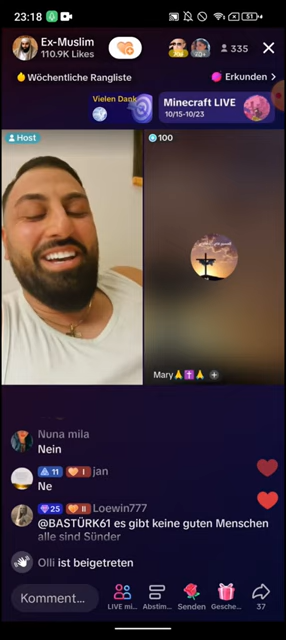 23:18
51
Ex-Muslim
110.9K Likes
335
Wöchentliche Rangliste
Erkunden >
Vielen Dank
Minecraft LIVE
10/15-10/23
Host
100
Mary
Nuna mila
Nein
11 I jan
Ne
25 II Loewin777
@BASTÜRK61 es gibt keine guten Menschen
alle sind Sünder
Olli ist beigetreten
Komment...
LIVE mi...
Abstim...
Senden
Gesche...
37